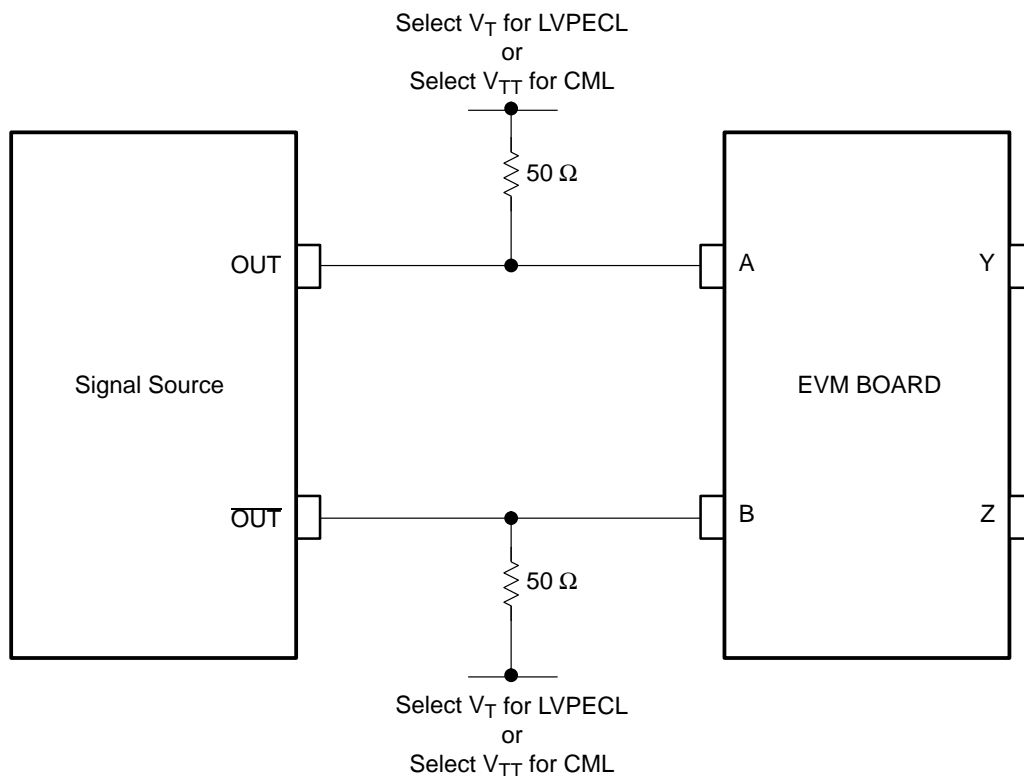 Select V_T for LVPECL
or
Select V_TT for CML
50 Ω
OUT
A
Y
Signal Source
EVM BOARD
O̅U̅T̅
B
Z
50 Ω
Select V_T for LVPECL
or
Select V_TT for CML